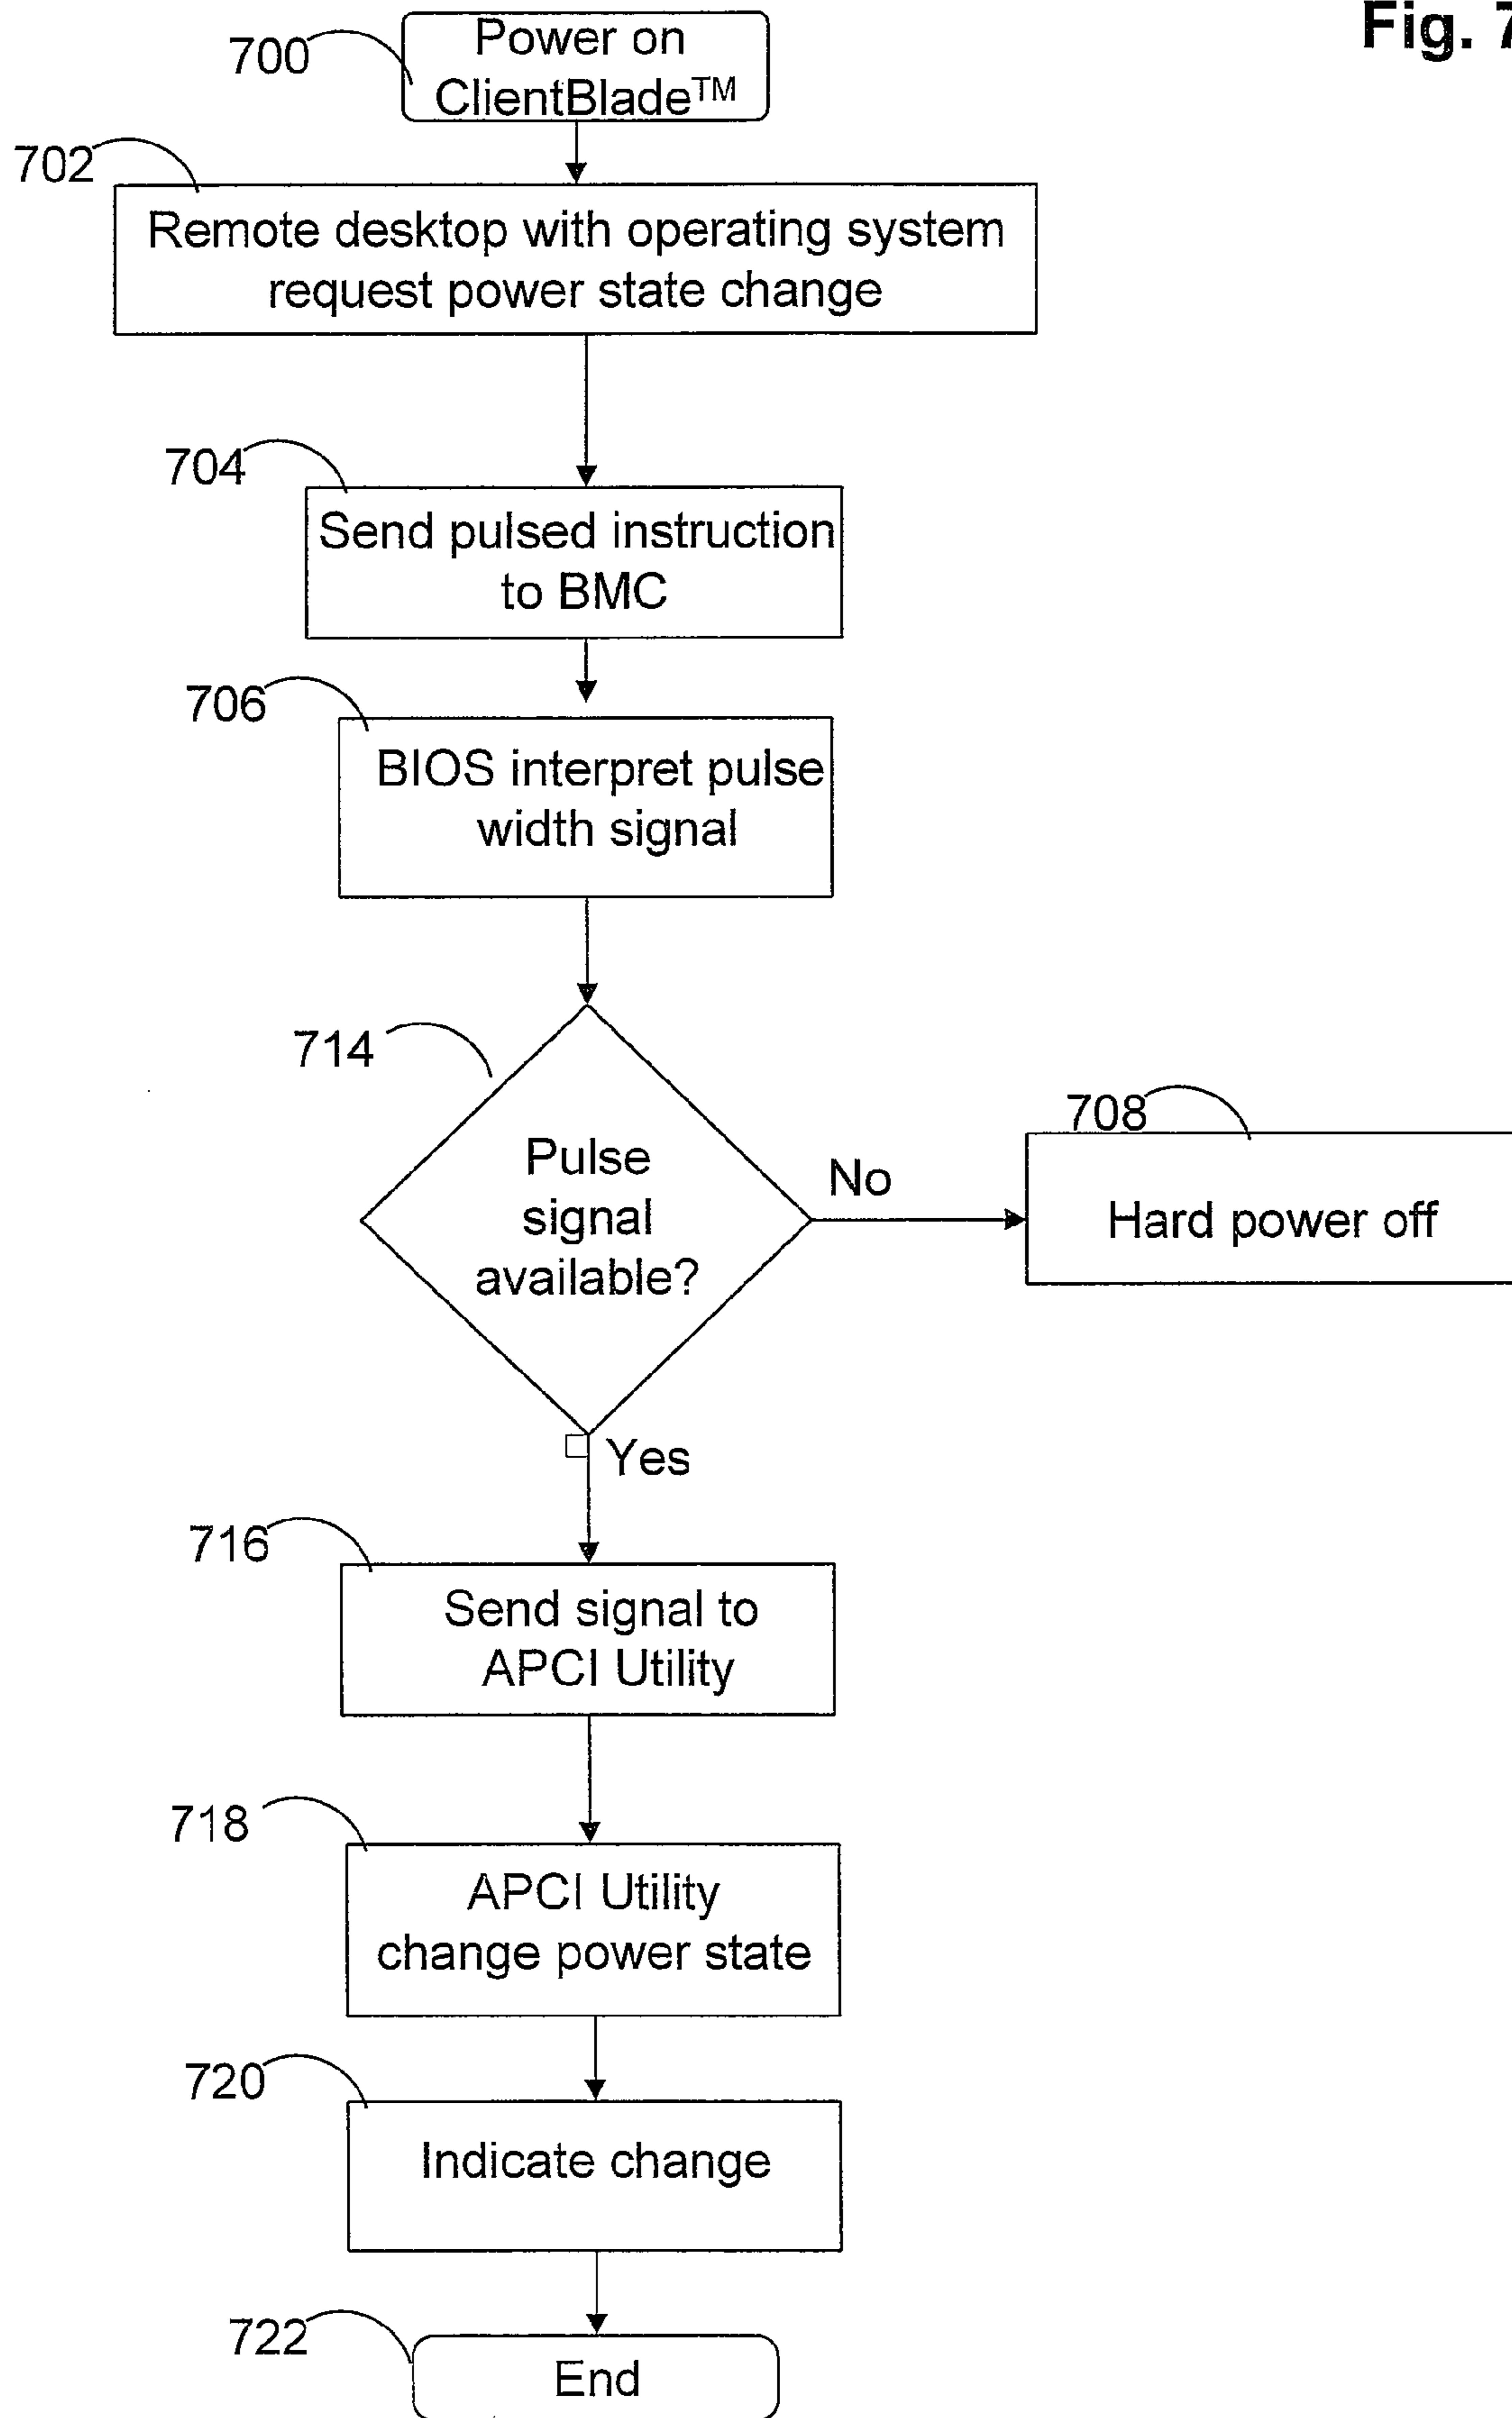 Fig. 7
700
Power on
ClientBlade™
702
Remote desktop with operating system
request power state change
704
Send pulsed instruction
to BMC
706
BIOS interpret pulse
width signal
714
Pulse
signal
available?
No
708
Hard power off
Yes
716
Send signal to
APCI Utility
718
APCI Utility
change power state
720
Indicate change
722
End